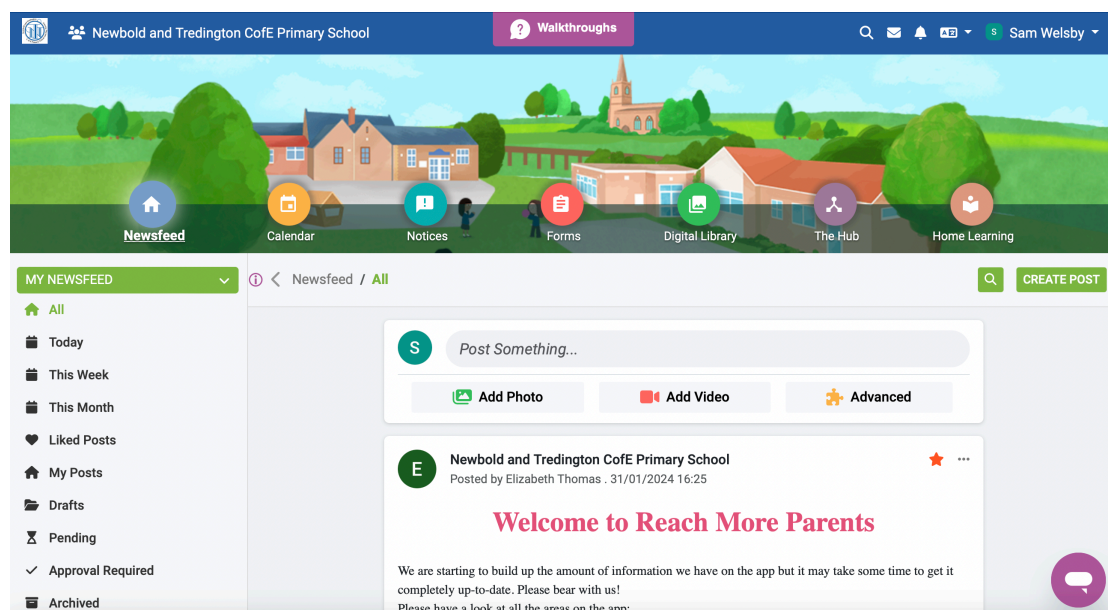 Newbold and Tredington CofE Primary School
? Walkthroughs
S Sam Welsby
Newsfeed
Calendar
Notices
Forms
Digital Library
The Hub
Home Learning
MY NEWSFEED
All
Today
This Week
This Month
Liked Posts
My Posts
Drafts
Pending
Approval Required
Archived
Newsfeed / All
CREATE POST
S
Post Something...
Add Photo
Add Video
Advanced
E
Newbold and Tredington CofE Primary School
Posted by Elizabeth Thomas . 31/01/2024 16:25
Welcome to Reach More Parents
We are starting to build up the amount of information we have on the app but it may take some time to get it
completely up-to-date. Please bear with us!
Please have a look at all the areas on the app: